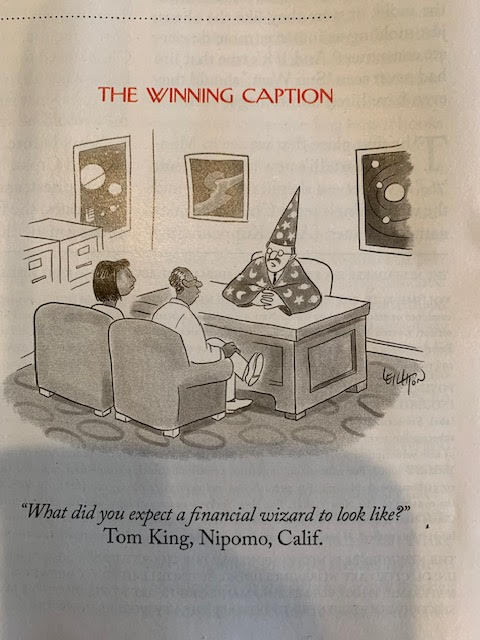 THE WINNING CAPTION
LEIGHTON
“What did you expect a financial wizard to look like?”
Tom King, Nipomo, Calif.